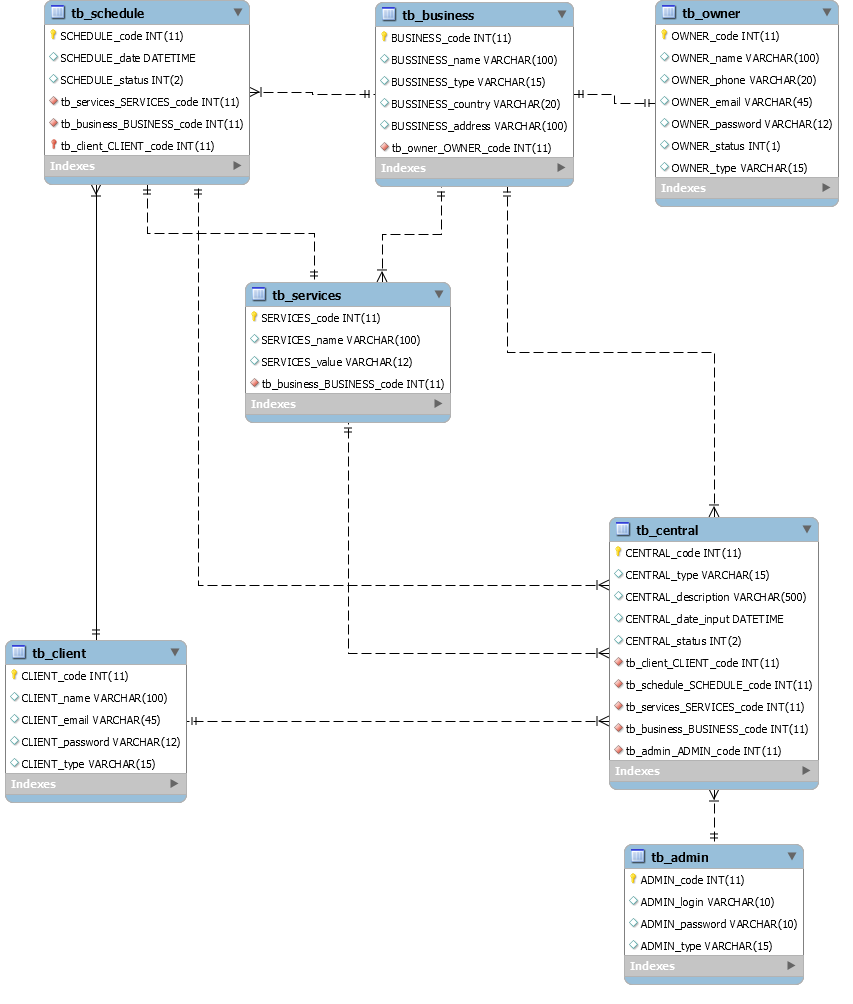 tb_schedule
SCHEDULE_code INT(11)
SCHEDULE_date DATETIME
SCHEDULE_status INT(2)
tb_services_SERVICES_code INT(11)
tb_business_BUSINESS_code INT(11)
tb_client_CLIENT_code INT(11)
Indexes
tb_business
BUSINESS_code INT(11)
BUSSINESS_name VARCHAR(100)
BUSSINESS_type VARCHAR(15)
BUSSINESS_country VARCHAR(20)
BUSSINESS_address VARCHAR(100)
tb_owner_OWNER_code INT(11)
Indexes
tb_owner
OWNER_code INT(11)
OWNER_name VARCHAR(100)
OWNER_phone VARCHAR(20)
OWNER_email VARCHAR(45)
OWNER_password VARCHAR(12)
OWNER_status INT(1)
OWNER_type VARCHAR(15)
Indexes
tb_services
SERVICES_code INT(11)
SERVICES_name VARCHAR(100)
SERVICES_value VARCHAR(12)
tb_business_BUSINESS_code INT(11)
Indexes
tb_central
CENTRAL_code INT(11)
CENTRAL_type VARCHAR(15)
CENTRAL_description VARCHAR(500)
CENTRAL_date_input DATETIME
CENTRAL_status INT(2)
tb_client_CLIENT_code INT(11)
tb_schedule_SCHEDULE_code INT(11)
tb_services_SERVICES_code INT(11)
tb_business_BUSINESS_code INT(11)
tb_admin_ADMIN_code INT(11)
Indexes
tb_client
CLIENT_code INT(11)
CLIENT_name VARCHAR(100)
CLIENT_email VARCHAR(45)
CLIENT_password VARCHAR(12)
CLIENT_type VARCHAR(15)
Indexes
tb_admin
ADMIN_code INT(11)
ADMIN_login VARCHAR(10)
ADMIN_password VARCHAR(10)
ADMIN_type VARCHAR(15)
Indexes